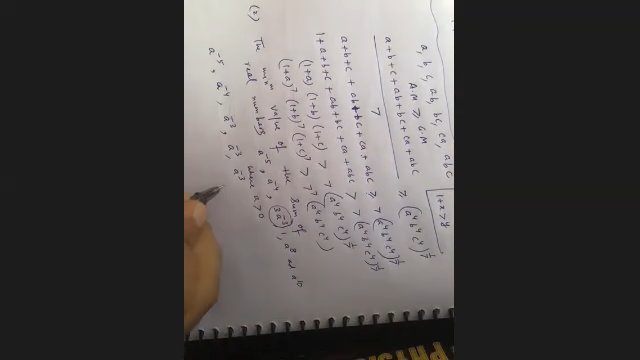 a, b, c, ab, bc, ca, abc
A.M ≥ G.M
1+x > y
a+b+c+ab+bc+ca+abc / 7 ≥ (a⁴b⁴c⁴)^1/7
a+b+c+ab+bc+ca+abc ≥ 7(a⁴b⁴c⁴)^1/7
1+a+b+c+ab+bc+ca+abc > 7(a⁴b⁴c⁴)^1/7
(1+a)(1+b)(1+c) > 7(a⁴b⁴c⁴)^1/7
(1+a)⁷(1+b)⁷(1+c)⁷ > 7⁷(a⁴b⁴c⁴)
(2) The minm value of the sum of
real numbers a⁻⁵, a⁻⁴, 3a⁻³, 1, a⁸ and a¹⁰
where a>0
a⁻⁵, a⁻⁴, a⁻³, a⁻³, a⁻³
PHYSIC